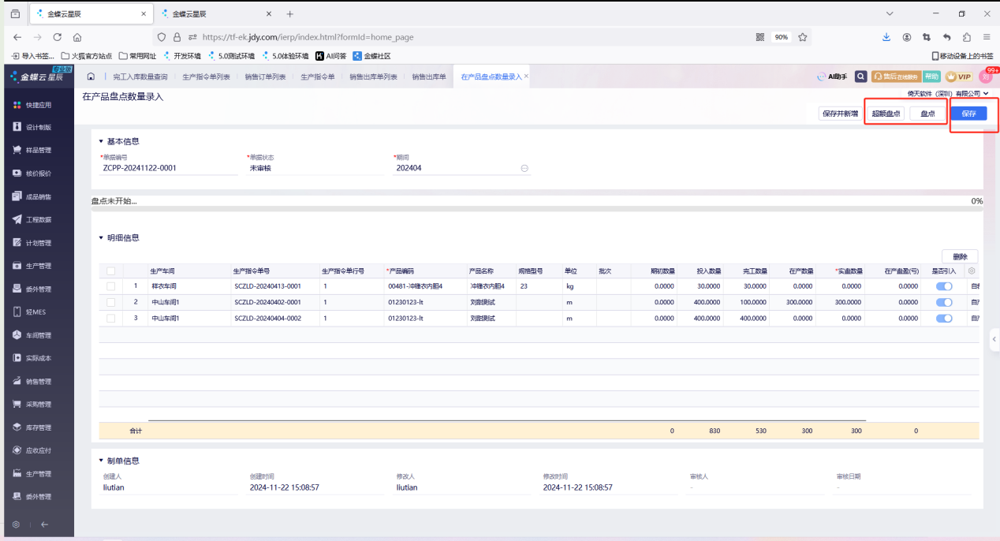 金蝶云星辰 × 金蝶云星辰 × +
https://tf-ek.jdy.com/ierp/index.html?formId=home_page 90%
导入书签... 火狐官方站点 常用网址 开发环境 5.0测试环境 5.0体验环境 AI问答 金蝶社区 移动设备上的书签
金蝶云星辰 专业版
完工入库数量查询 生产指令单列表 销售订单列表 生产指令单 销售出库单列表 销售出库单 在产品盘点数量录入 ×
AI助手 售后在线服务 帮助 VIP 刘 99+
在产品盘点数量录入
倚天软件（深圳）有限公司
保存并新增 超额盘点 盘点 保存
快捷应用
设计制版
样品管理
核价报价
成品销售
工程数据
计划管理
生产管理
委外管理
轻MES
车间管理
实际成本
销售管理
采购管理
库存管理
应收应付
生产管理
委外管理
基本信息
*单据编号 *单据状态 *期间
ZCPP-20241122-0001 未审核 202404
盘点未开始... 0%
明细信息
删除
生产车间 生产指令单号 生产指令单行号 *产品编码 产品名称 规格型号 单位 批次 期初数量 投入数量 完工数量 在产数量 *实盘数量 在产盘盈(亏) 是否引入
1 样衣车间 SCZLD-20240413-0001 1 00481-冲锋衣内胆4 冲锋衣内胆4 23 kg 0.0000 30.0000 30.0000 0.0000 0.0000 0.0000
2 中山车间1 SCZLD-20240402-0001 1 01230123-lt 刘甜测试 m 0.0000 400.0000 100.0000 300.0000 300.0000 0.0000
3 中山车间1 SCZLD-20240404-0002 1 01230123-lt 刘甜测试 m 0.0000 400.0000 400.0000 0.0000 0.0000 0.0000
合计 0 830 530 300 300 0
制单信息
创建人 创建时间 修改人 修改时间 审核人 审核日期
liutian 2024-11-22 15:08:57 liutian 2024-11-22 15:08:57 - -